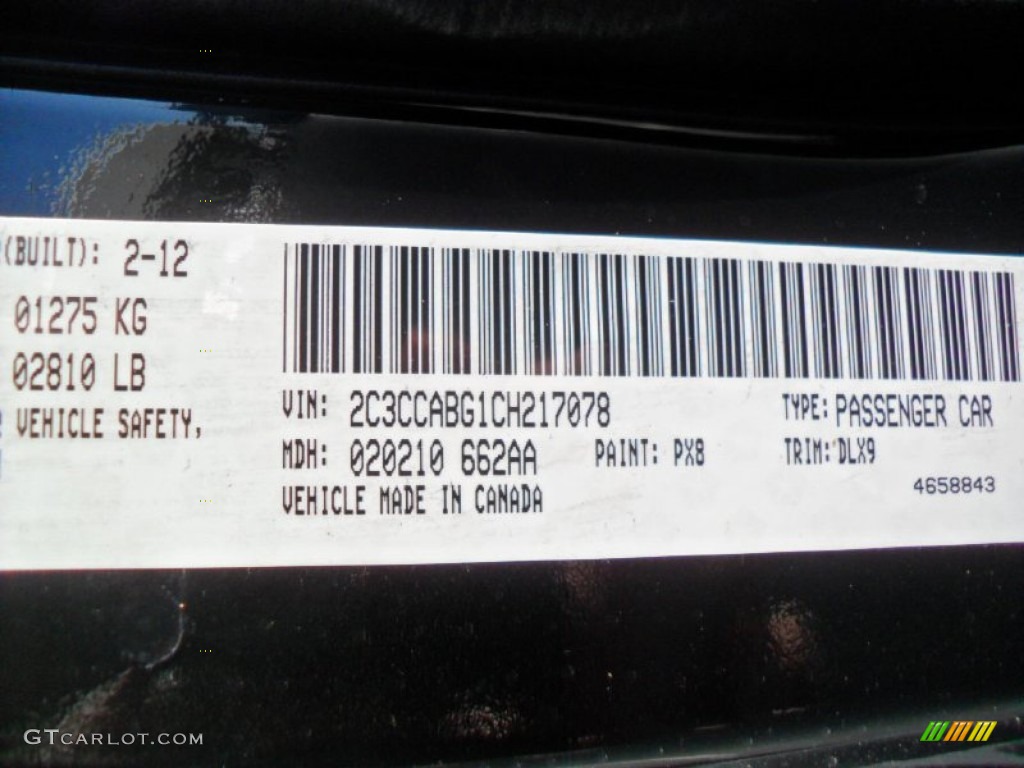 (BUILT): 2-12
01275 KG
02810 LB
VEHICLE SAFETY,
VIN: 2C3CCABG1CH217078 TYPE: PASSENGER CAR
MDH: 020210 662AA PAINT: PX8 TRIM: DLX9
VEHICLE MADE IN CANADA 4658843
GTCARLOT.COM